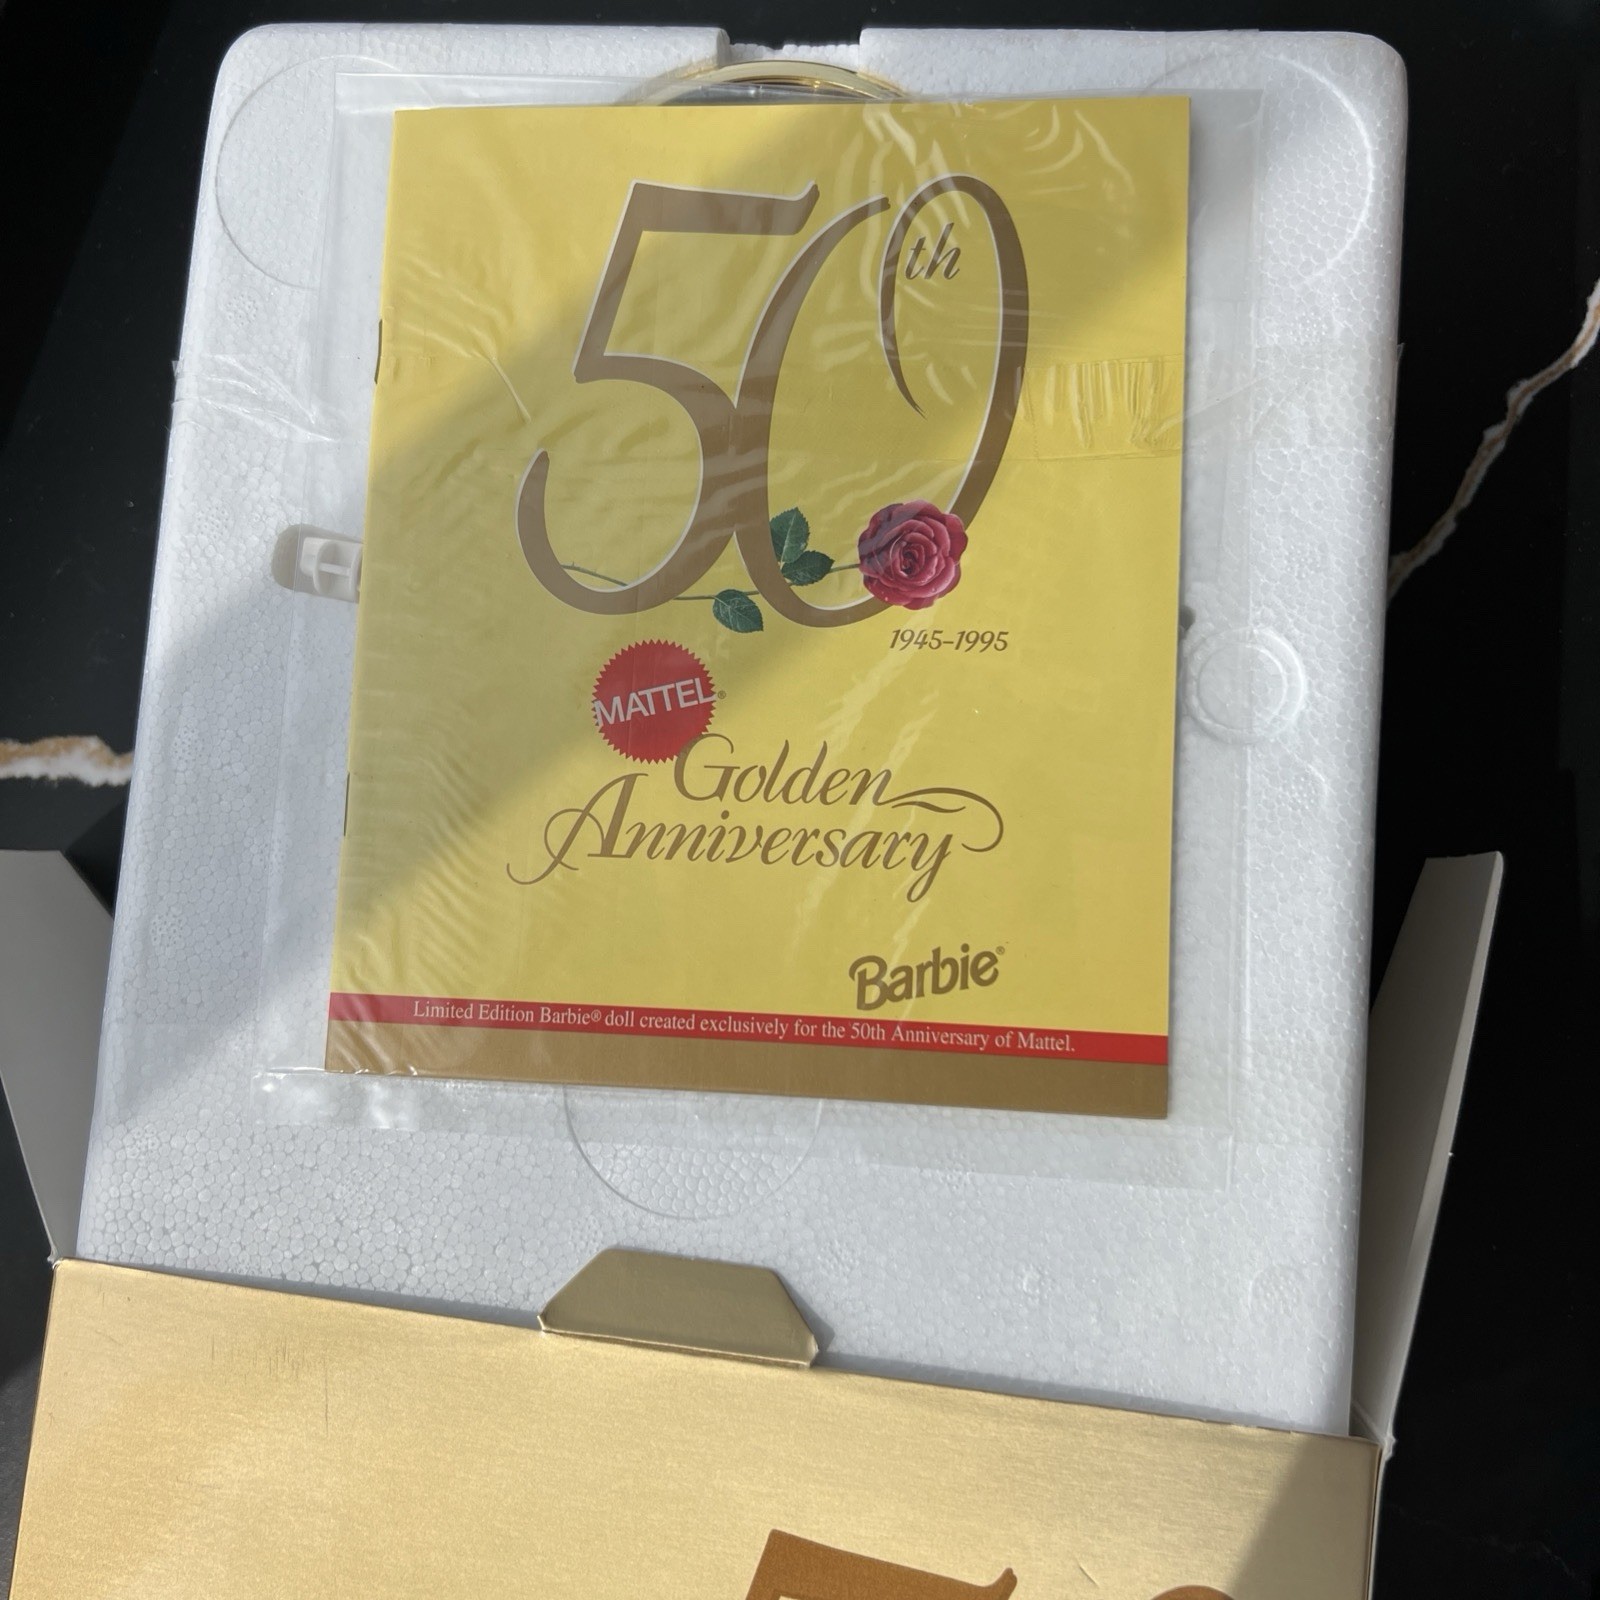 50th
1945–1995
MATTEL®
Golden
Anniversary
Barbie®
Limited Edition Barbie® doll created exclusively for the 50th Anniversary of Mattel.